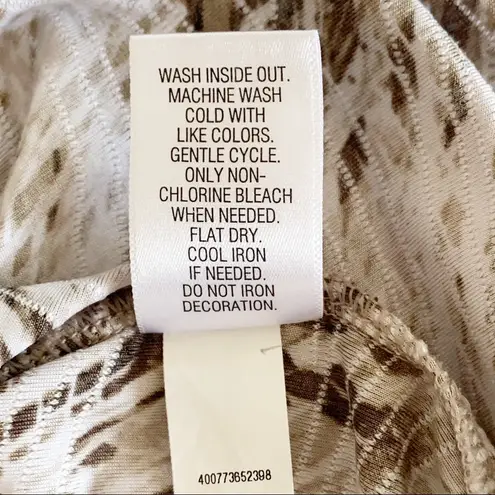 WASH INSIDE OUT.
MACHINE WASH
COLD WITH
LIKE COLORS.
GENTLE CYCLE.
ONLY NON-
CHLORINE BLEACH
WHEN NEEDED.
FLAT DRY.
COOL IRON
IF NEEDED.
DO NOT IRON
DECORATION.
400773652398